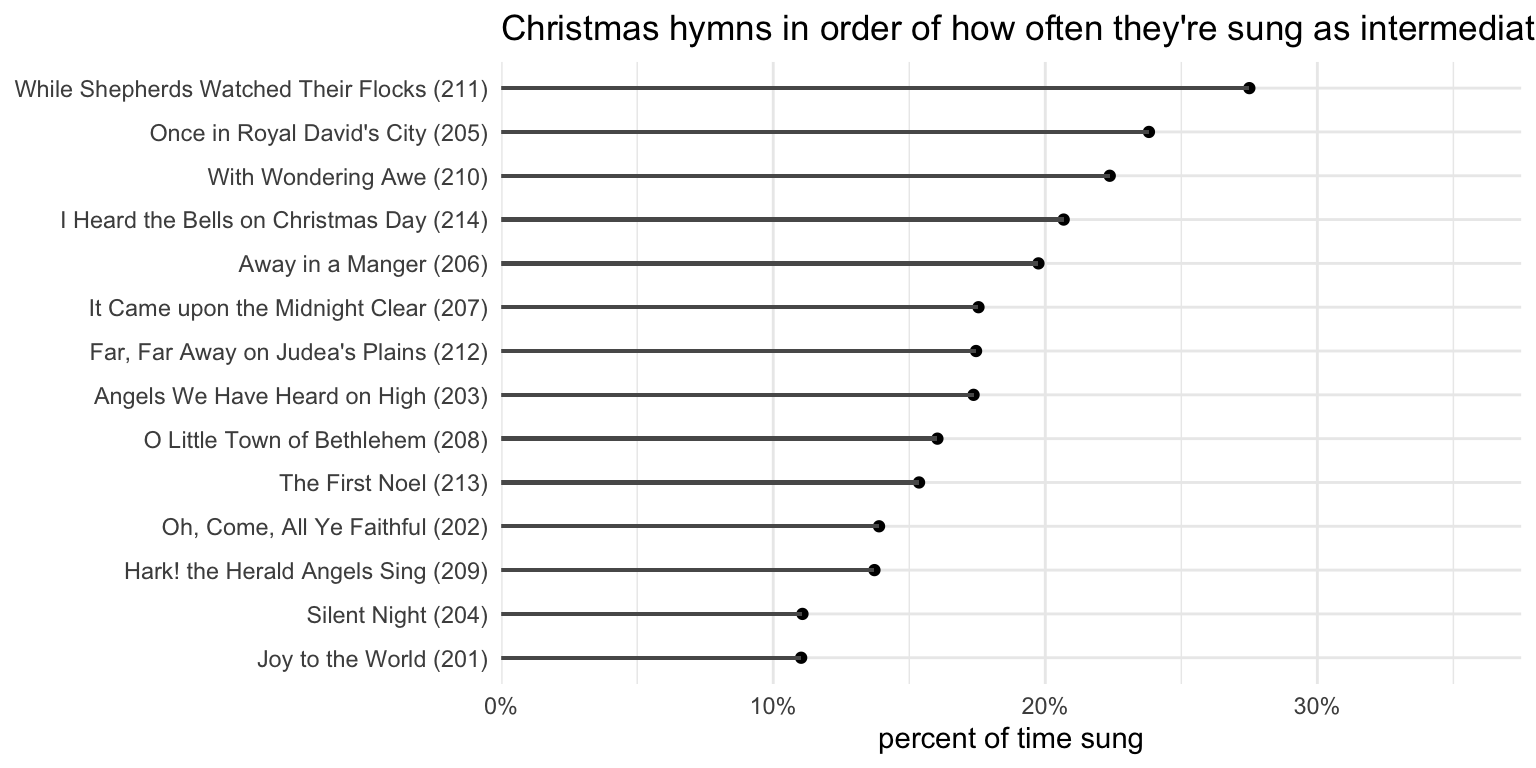 Christmas hymns in order of how often they're sung as intermediat
While Shepherds Watched Their Flocks (211)
Once in Royal David's City (205)
With Wondering Awe (210)
I Heard the Bells on Christmas Day (214)
Away in a Manger (206)
It Came upon the Midnight Clear (207)
Far, Far Away on Judea's Plains (212)
Angels We Have Heard on High (203)
O Little Town of Bethlehem (208)
The First Noel (213)
Oh, Come, All Ye Faithful (202)
Hark! the Herald Angels Sing (209)
Silent Night (204)
Joy to the World (201)
0% 10% 20% 30%
percent of time sung